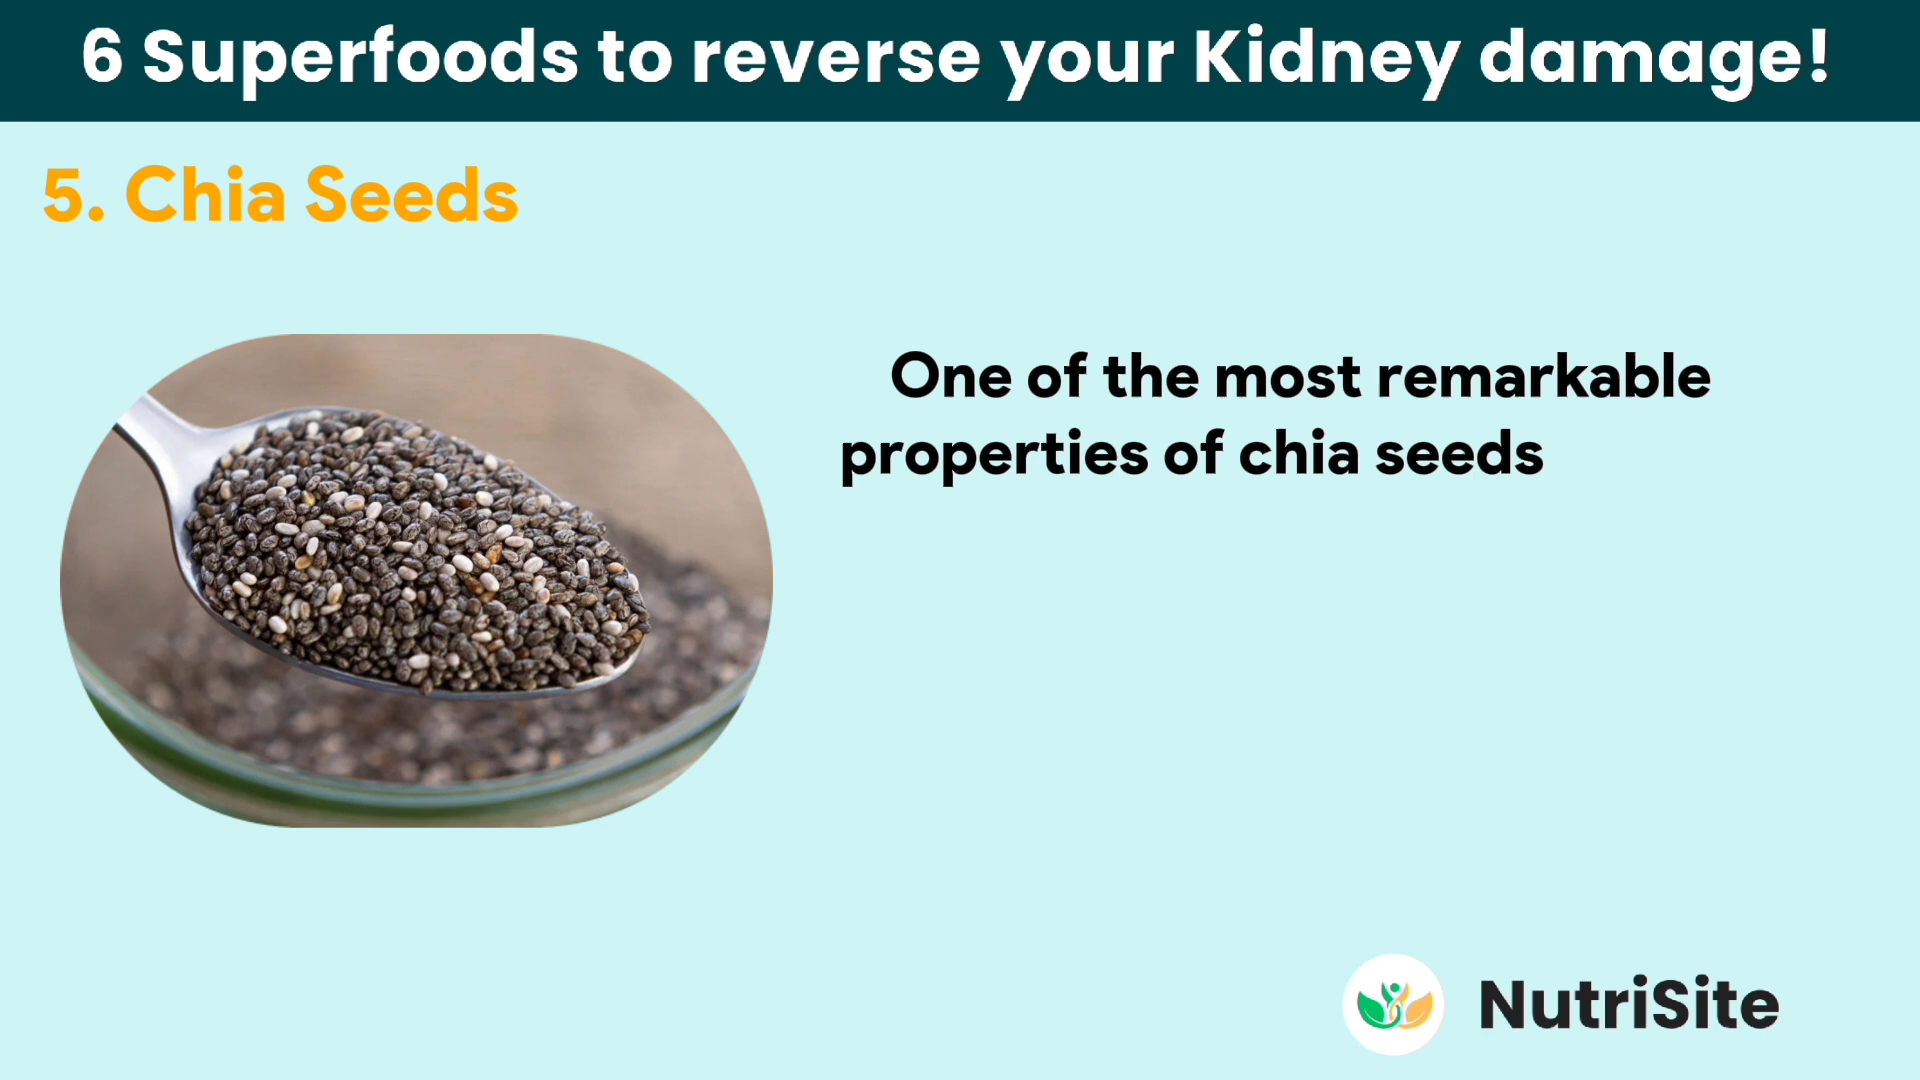 6 Superfoods to reverse your Kidney damage!
5. Chia Seeds
One of the most remarkable
properties of chia seeds
NutriSite